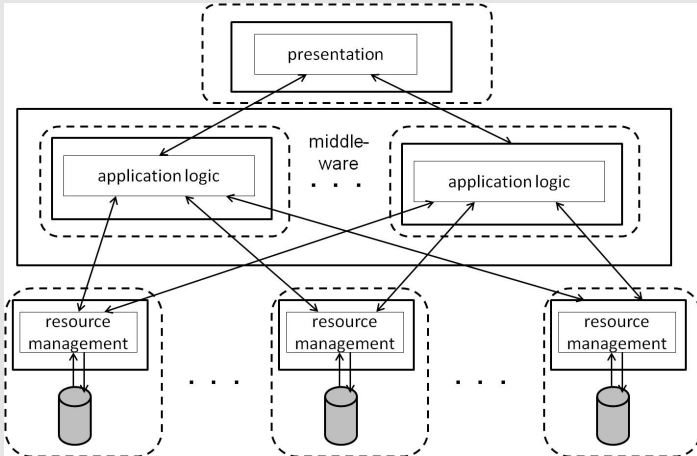 presentation
middle-
ware
. . .
application logic
application logic
resource
management
resource
management
resource
management
. . .
. . .